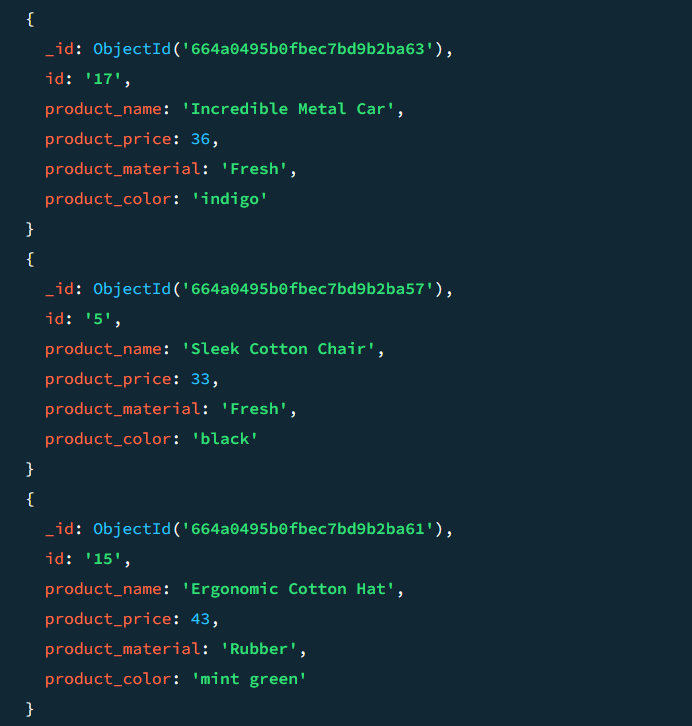 {
_id: ObjectId('664a0495b0fbec7bd9b2ba63'),
id: '17',
product_name: 'Incredible Metal Car',
product_price: 36,
product_material: 'Fresh',
product_color: 'indigo'
}
{
_id: ObjectId('664a0495b0fbec7bd9b2ba57'),
id: '5',
product_name: 'Sleek Cotton Chair',
product_price: 33,
product_material: 'Fresh',
product_color: 'black'
}
{
_id: ObjectId('664a0495b0fbec7bd9b2ba61'),
id: '15',
product_name: 'Ergonomic Cotton Hat',
product_price: 43,
product_material: 'Rubber',
product_color: 'mint green'
}